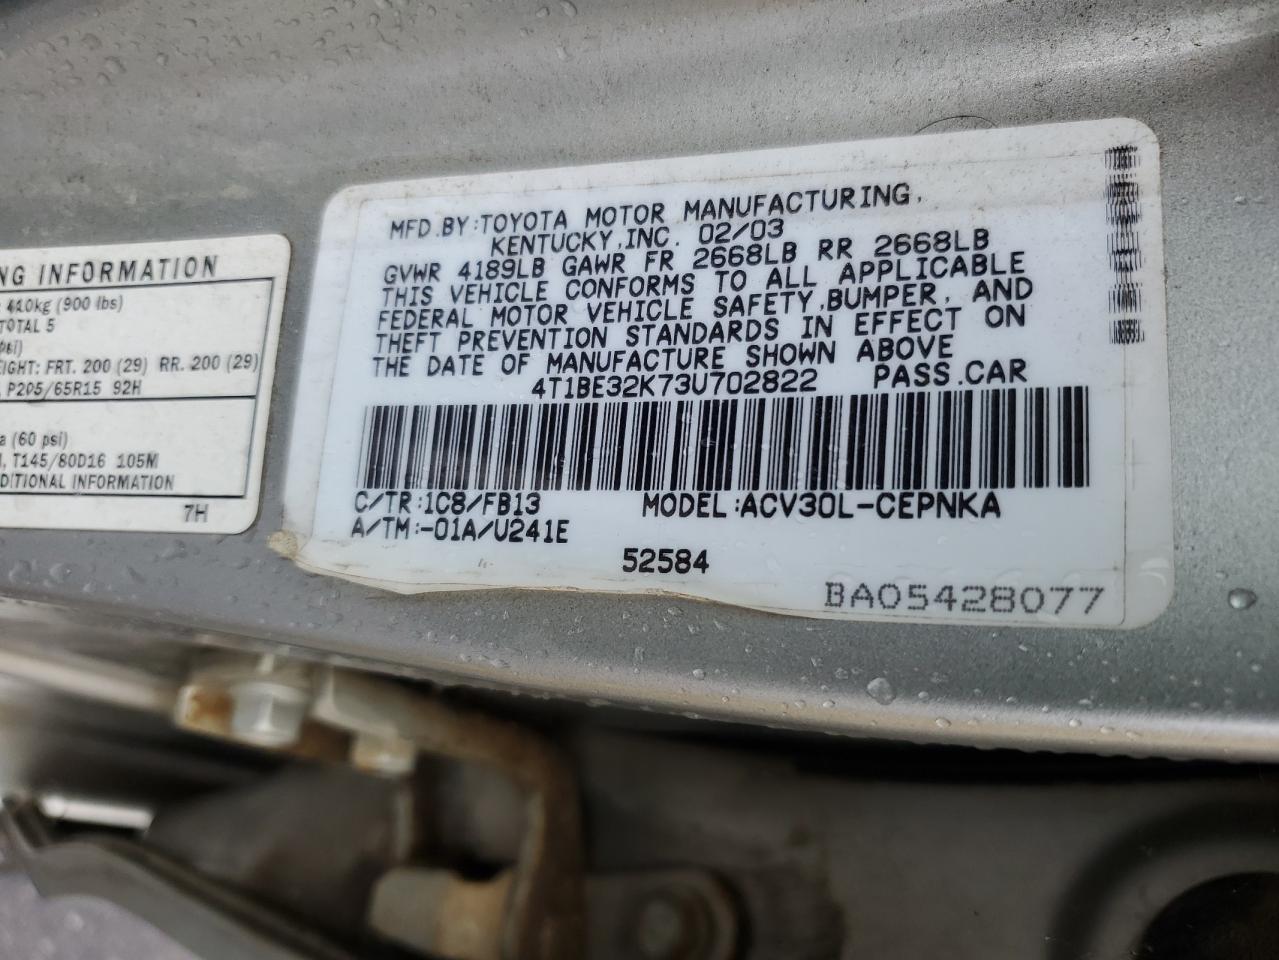 NG INFORMATION
410kg (900 lbs)
TOTAL 5
psi)
EIGHT: FRT. 200 (29) RR. 200 (29)
P205/65R15 92H
a (60 psi)
T145/80D16 105M
DITIONAL INFORMATION
7H
MFD.BY:TOYOTA MOTOR MANUFACTURING,
KENTUCKY,INC. 02/03
GVWR 4189LB GAWR FR 2668LB RR 2668LB
THIS VEHICLE CONFORMS TO ALL APPLICABLE
FEDERAL MOTOR VEHICLE SAFETY,BUMPER, AND
THEFT PREVENTION STANDARDS IN EFFECT ON
THE DATE OF MANUFACTURE SHOWN ABOVE
4T1BE32K73U702822 PASS.CAR
C/TR:1C8/FB13 MODEL:ACV30L-CEPNKA
A/TM:-01A/U241E
52584
BA05428077